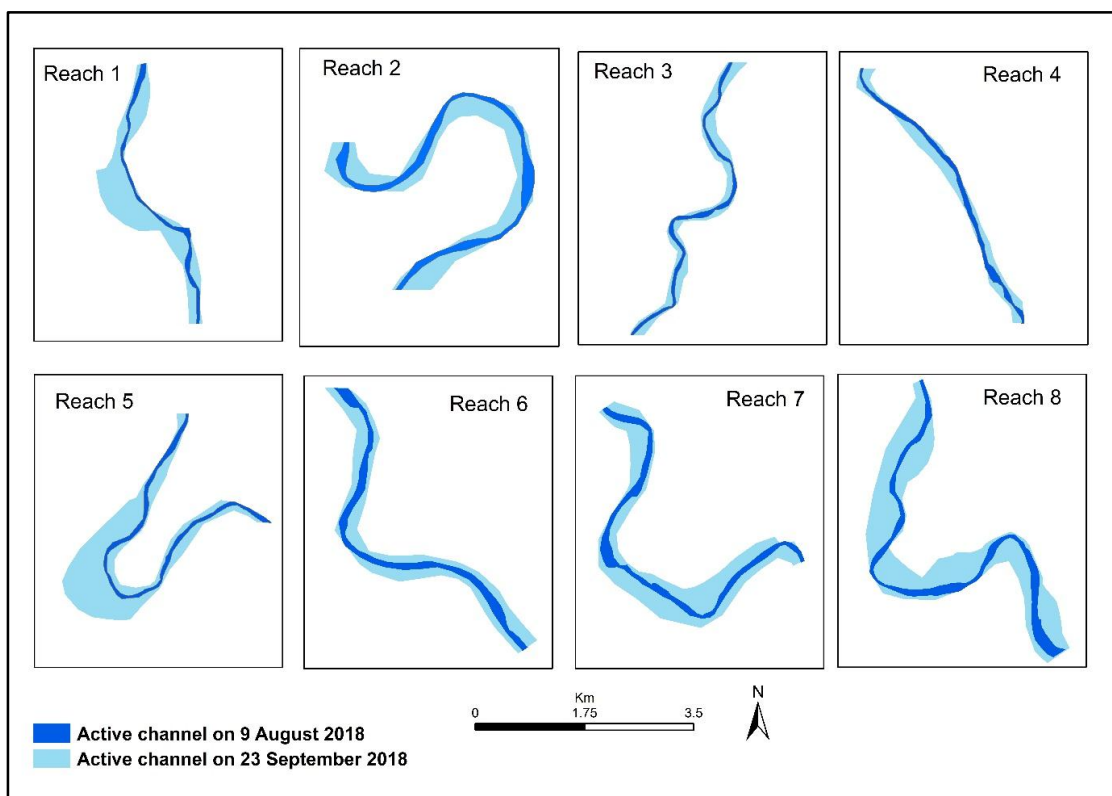 Reach 1
Reach 2
Reach 3
Reach 4
Reach 5
Reach 6
Reach 7
Reach 8
Km
0 1.75 3.5
N
Active channel on 9 August 2018
Active channel on 23 September 2018